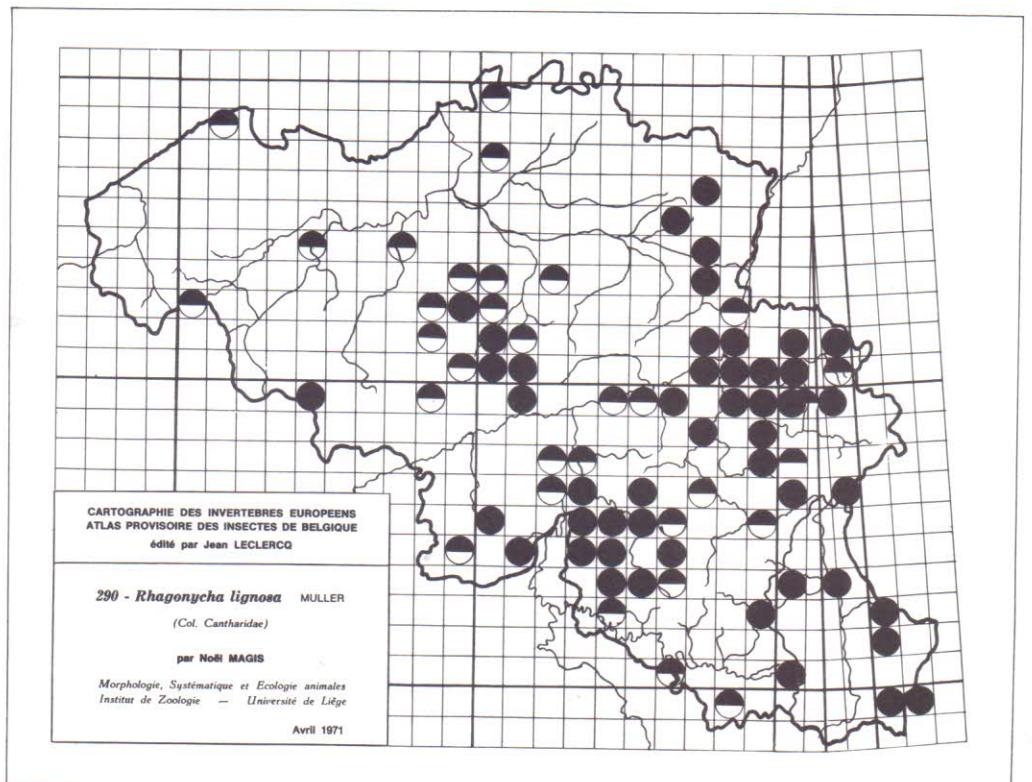 CARTOGRAPHIE DES INVERTEBRES EUROPEENS
ATLAS PROVISOIRE DES INSECTES DE BELGIQUE
édité par Jean LECLERCQ
290 - Rhagonycha lignosa MULLER
(Col. Cantharidae)
par Noël MAGIS
Morphologie, Systématique et Ecologie animales
Institut de Zoologie — Université de Liège
Avril 1971